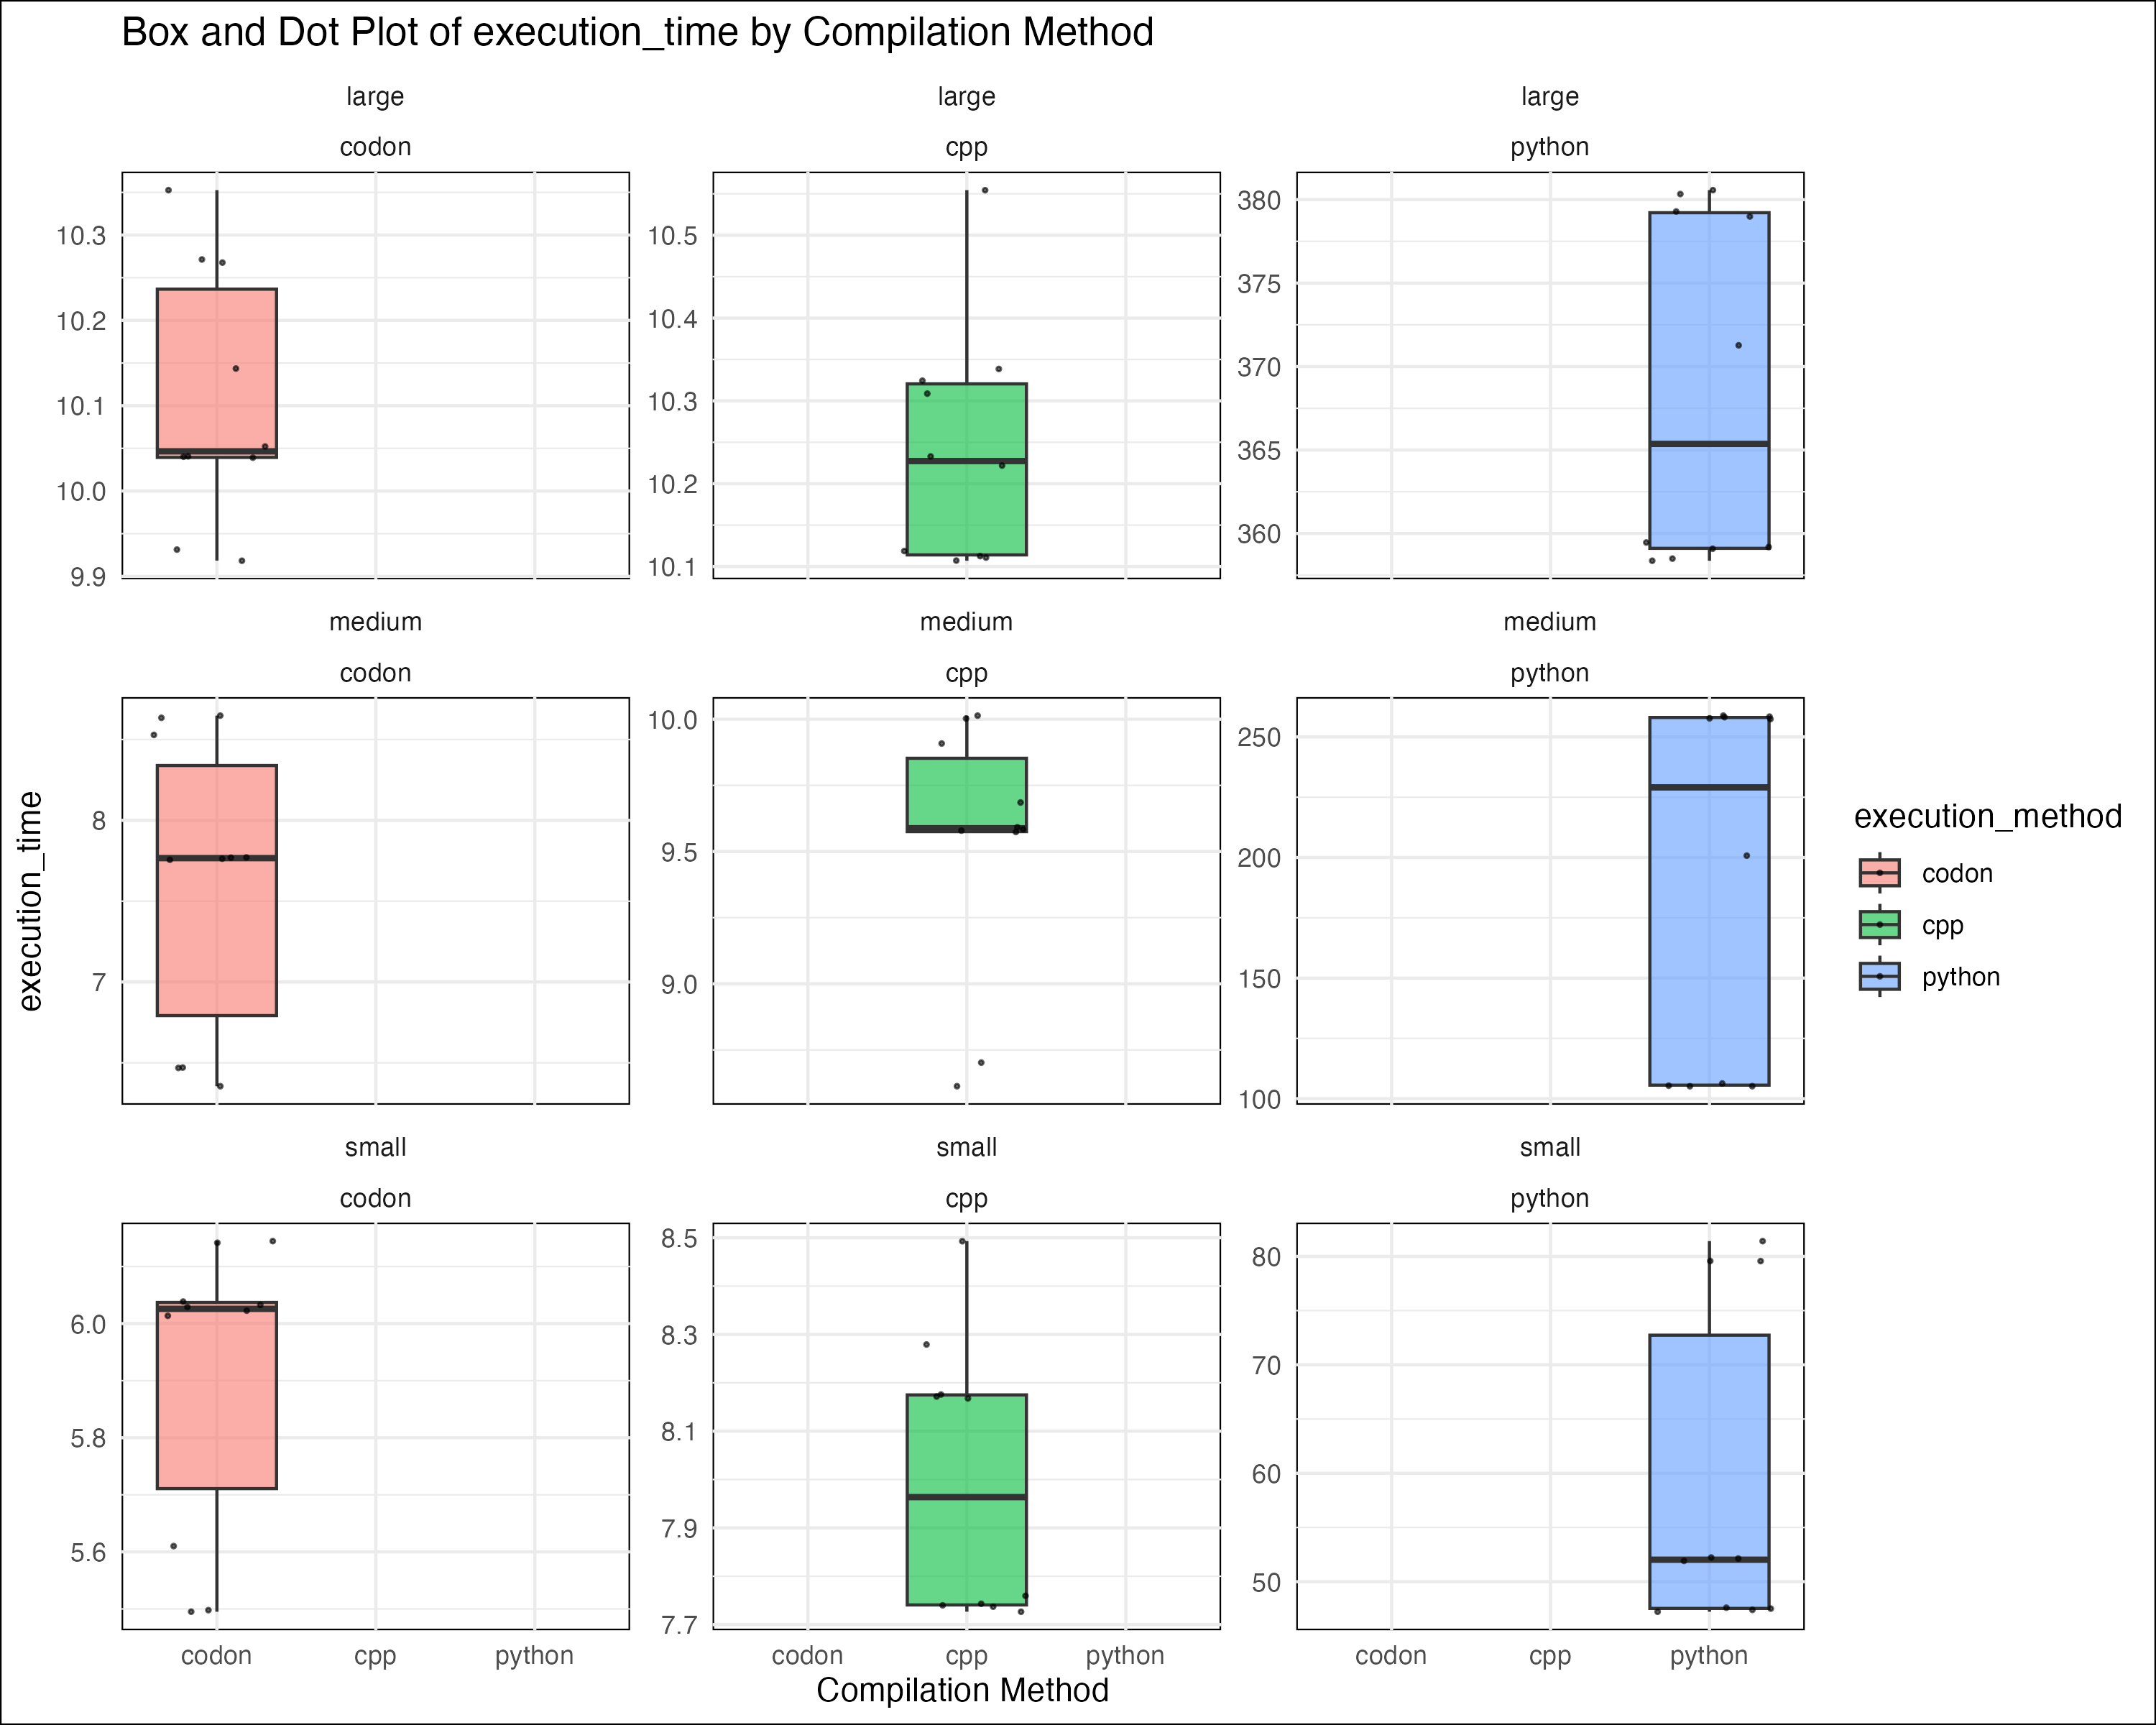 Box and Dot Plot of execution_time by Compilation Method
large
codon
10.3
10.2
10.1
10.0
9.9
large
cpp
10.5
10.4
10.3
10.2
10.1
large
python
380
375
370
365
360
medium
codon
8
7
medium
cpp
10.0
9.5
9.0
medium
python
250
200
150
100
small
codon
6.0
5.8
5.6
small
cpp
8.5
8.3
8.1
7.9
7.7
small
python
80
70
60
50
codon cpp python
codon cpp python
codon cpp python
Compilation Method
execution_time
execution_method
codon
cpp
python